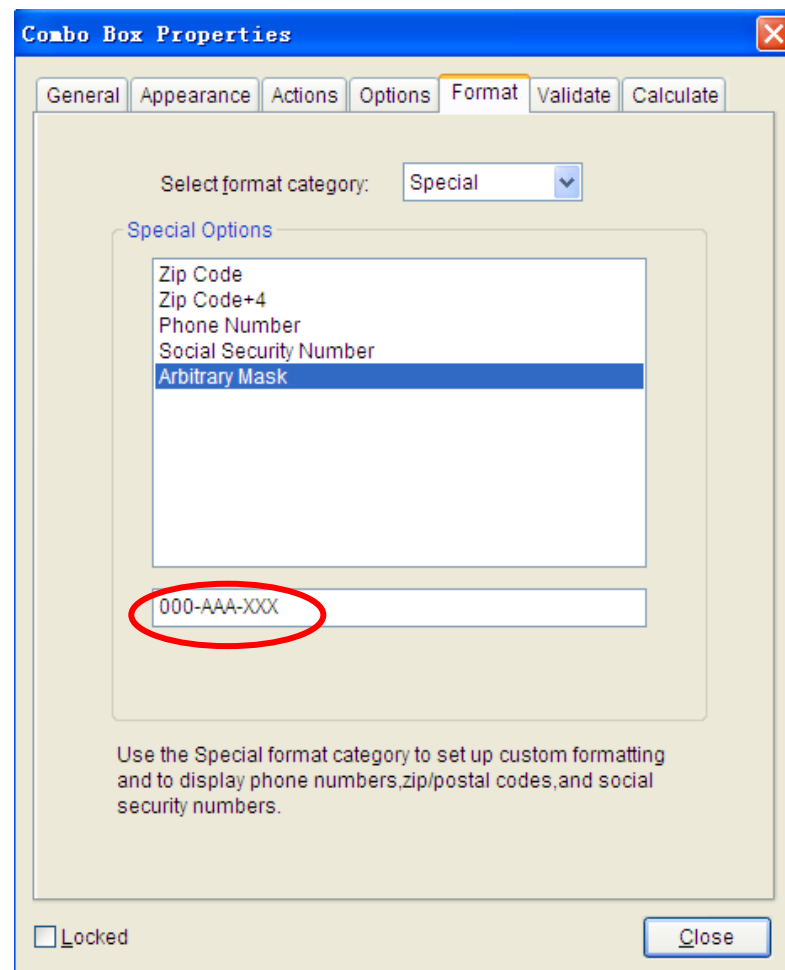 Combo Box Properties
General Appearance Actions Options Format Validate Calculate
Select format category: Special
Special Options
Zip Code
Zip Code+4
Phone Number
Social Security Number
Arbitrary Mask
000-AAA-XXX
Use the Special format category to set up custom formatting
and to display phone numbers,zip/postal codes,and social
security numbers.
Locked Close